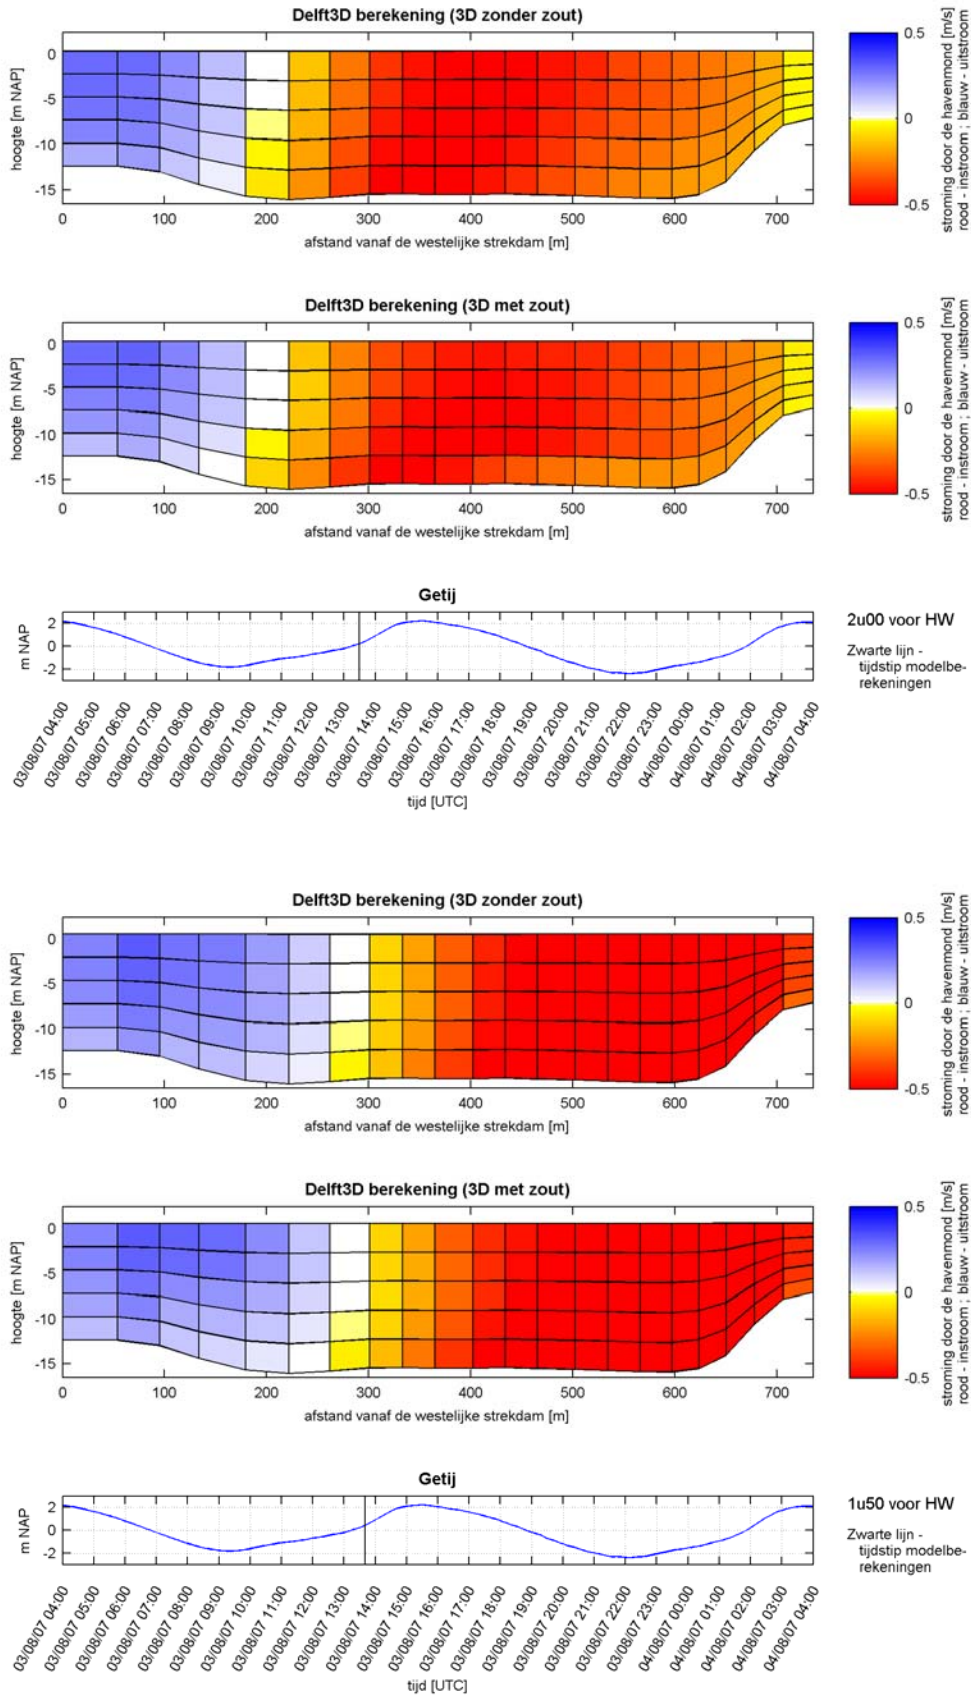 Delft3D berekening (3D zonder zout)
hoogte [m NAP]
0
-5
-10
-15
0 100 200 300 400 500 600 700
afstand vanaf de westelijke strekdam [m]
0.5
0
-0.5
stroming door de havenmond [m/s]
rood - instroom ; blauw - uitstroom
Delft3D berekening (3D met zout)
hoogte [m NAP]
0
-5
-10
-15
0 100 200 300 400 500 600 700
afstand vanaf de westelijke strekdam [m]
0.5
0
-0.5
stroming door de havenmond [m/s]
rood - instroom ; blauw - uitstroom
Getij
m NAP
2
0
-2
03/08/07 04:00
03/08/07 05:00
03/08/07 06:00
03/08/07 07:00
03/08/07 08:00
03/08/07 09:00
03/08/07 10:00
03/08/07 11:00
03/08/07 12:00
03/08/07 13:00
03/08/07 14:00
03/08/07 15:00
03/08/07 16:00
03/08/07 17:00
03/08/07 18:00
03/08/07 19:00
03/08/07 20:00
03/08/07 21:00
03/08/07 22:00
03/08/07 23:00
04/08/07 00:00
04/08/07 01:00
04/08/07 02:00
04/08/07 03:00
04/08/07 04:00
tijd [UTC]
2u00 voor HW
Zwarte lijn -
tijdstip modelbe-
rekeningen
Delft3D berekening (3D zonder zout)
hoogte [m NAP]
0
-5
-10
-15
0 100 200 300 400 500 600 700
afstand vanaf de westelijke strekdam [m]
0.5
0
-0.5
stroming door de havenmond [m/s]
rood - instroom ; blauw - uitstroom
Delft3D berekening (3D met zout)
hoogte [m NAP]
0
-5
-10
-15
0 100 200 300 400 500 600 700
afstand vanaf de westelijke strekdam [m]
0.5
0
-0.5
stroming door de havenmond [m/s]
rood - instroom ; blauw - uitstroom
Getij
m NAP
2
0
-2
03/08/07 04:00
03/08/07 05:00
03/08/07 06:00
03/08/07 07:00
03/08/07 08:00
03/08/07 09:00
03/08/07 10:00
03/08/07 11:00
03/08/07 12:00
03/08/07 13:00
03/08/07 14:00
03/08/07 15:00
03/08/07 16:00
03/08/07 17:00
03/08/07 18:00
03/08/07 19:00
03/08/07 20:00
03/08/07 21:00
03/08/07 22:00
03/08/07 23:00
04/08/07 00:00
04/08/07 01:00
04/08/07 02:00
04/08/07 03:00
04/08/07 04:00
tijd [UTC]
1u50 voor HW
Zwarte lijn -
tijdstip modelbe-
rekeningen